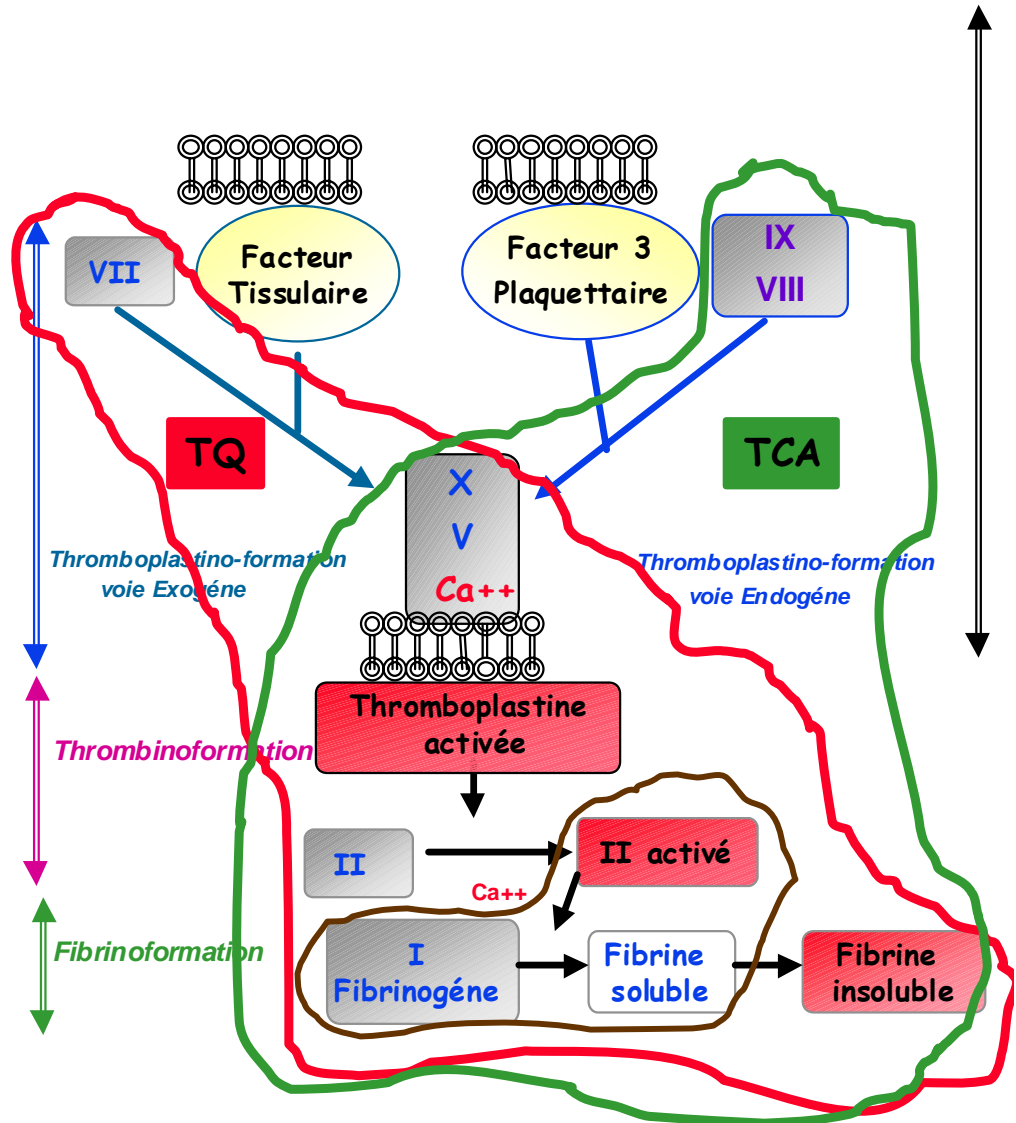 VII
Facteur
Tissulaire
Facteur 3
Plaquettaire
IX
VIII
TQ
TCA
X
V
Ca++
Thromboplastino-formation
voie Exogéne
Thromboplastino-formation
voie Endogéne
Thromboplastine
activée
Thrombinoformation
II
II activé
Ca++
Fibrinoformation
I
Fibrinogéne
Fibrine
soluble
Fibrine
insoluble